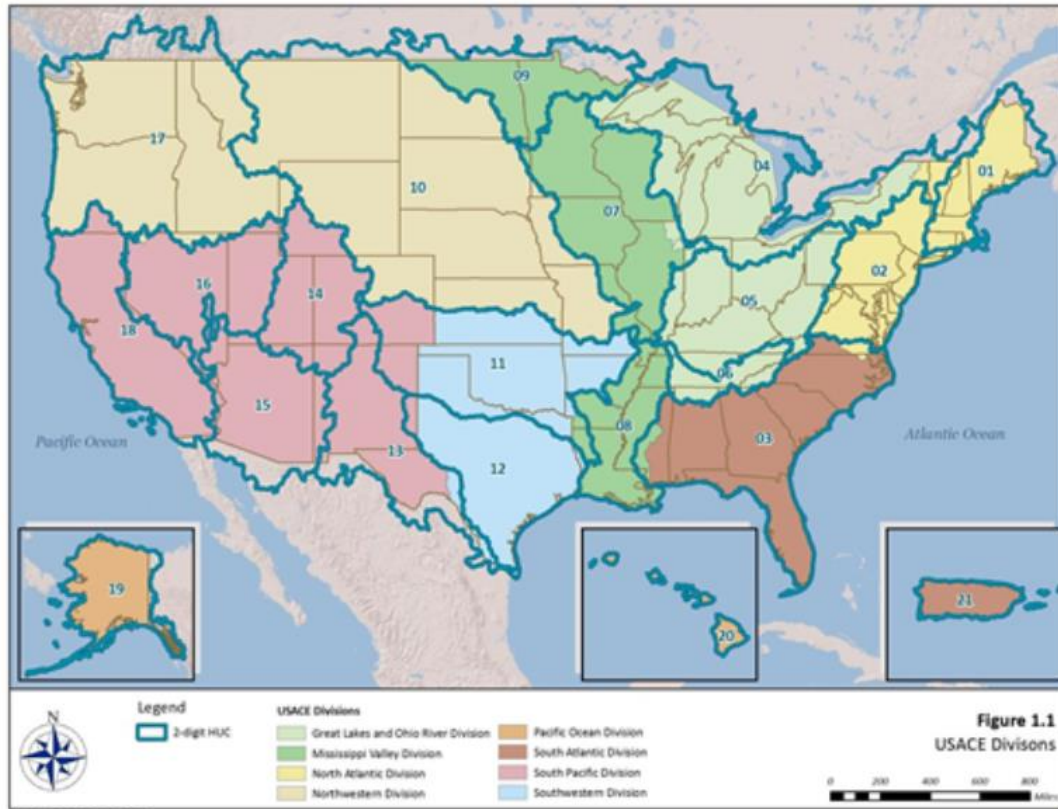 09
17
04
01
10
07
02
16
14
05
18
11
06
15
08
03
Pacific Ocean
Atlantic Ocean
13
12
19
20
21
N
Legend
2-digit HUC
USACE Divisions
Great Lakes and Ohio River Division
Mississippi Valley Division
North Atlantic Division
Northwestern Division
Pacific Ocean Division
South Atlantic Division
South Pacific Division
Southwestern Division
Figure 1.1
USACE Divisons
0 200 400 600 800
Miles